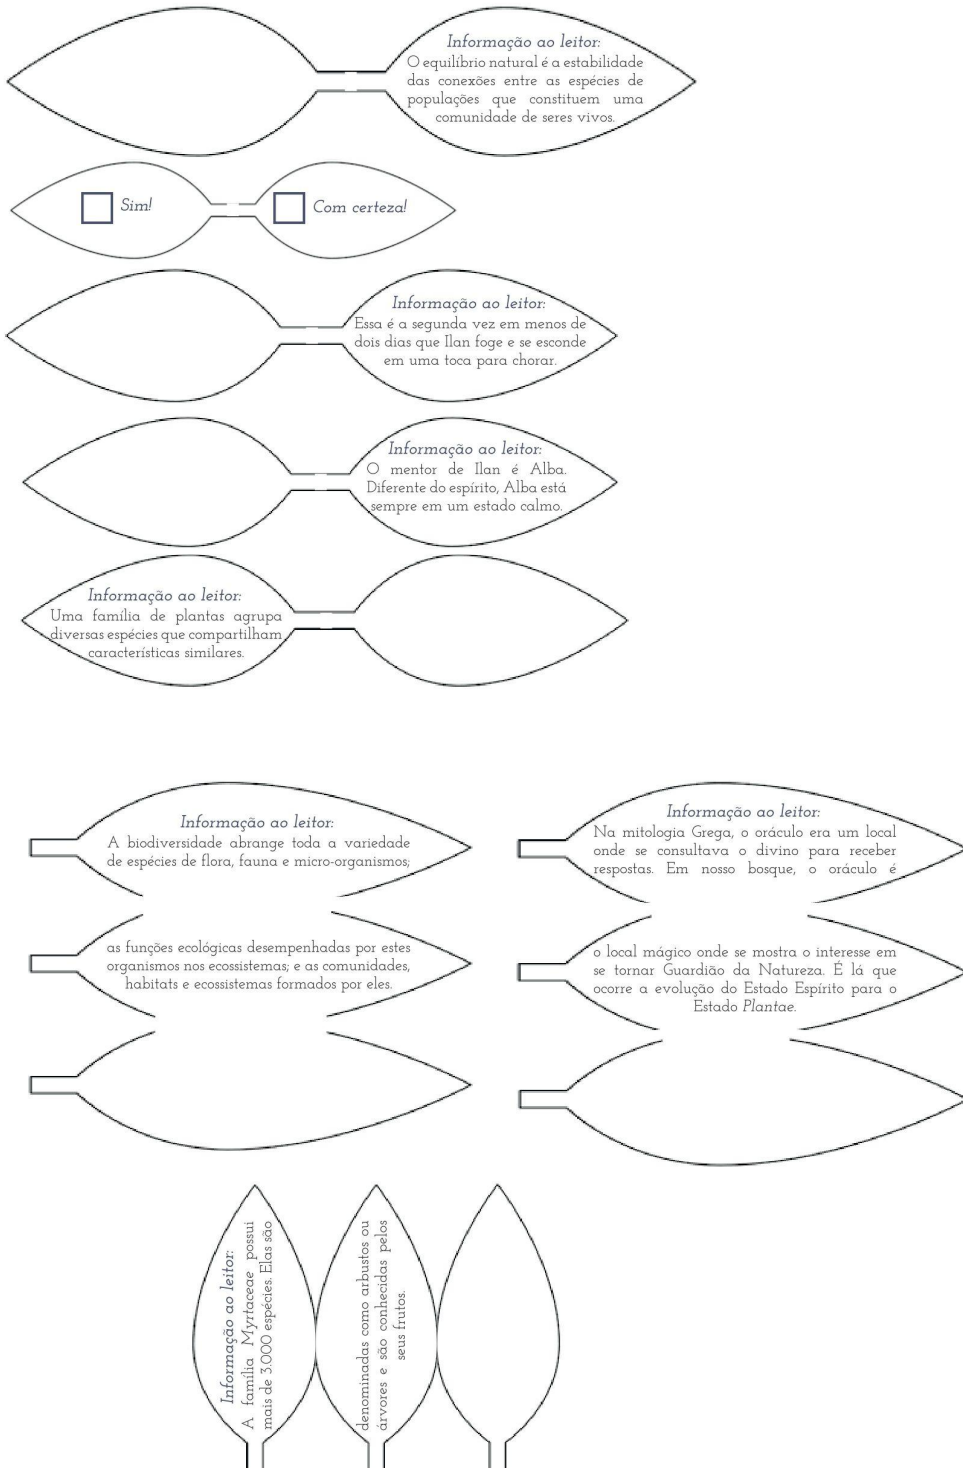 Informação ao leitor:
O equilíbrio natural é a estabilidade
das conexões entre as espécies de
populações que constituem uma
comunidade de seres vivos.
Sim!
Com certeza!
Informação ao leitor:
Essa é a segunda vez em menos de
dois dias que Ilan foge e se esconde
em uma toca para chorar.
Informação ao leitor:
O mentor de Ilan é Alba.
Diferente do espírito, Alba está
sempre em um estado calmo.
Informação ao leitor:
Uma família de plantas agrupa
diversas espécies que compartilham
características similares.
Informação ao leitor:
A biodiversidade abrange toda a variedade
de espécies de flora, fauna e micro-organismos;
as funções ecológicas desempenhadas por estes
organismos nos ecossistemas; e as comunidades,
habitats e ecossistemas formados por eles.
Informação ao leitor:
Na mitologia Grega, o oráculo era um local
onde se consultava o divino para receber
respostas. Em nosso bosque, o oráculo é
o local mágico onde se mostra o interesse em
se tornar Guardião da Natureza. É lá que
ocorre a evolução do Estado Espírito para o
Estado Plantae.
Informação ao leitor:
A família Myrtaceae possui
mais de 3.000 espécies. Elas são
denominadas como arbustos ou
árvores e são conhecidas pelos
seus frutos.